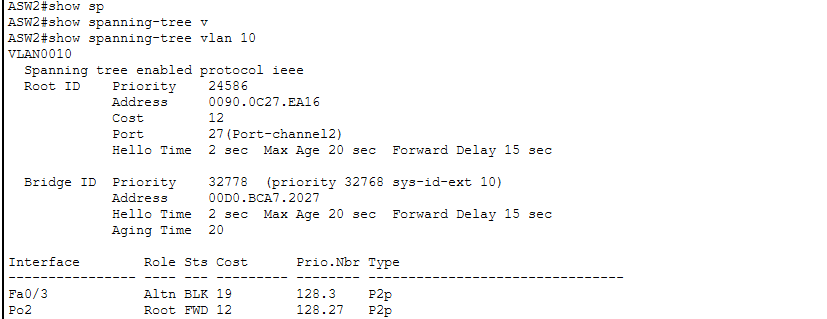 ASW2#show sp
ASW2#show spanning-tree v
ASW2#show spanning-tree vlan 10
VLAN0010
  Spanning tree enabled protocol ieee
  Root ID    Priority    24586
             Address     0090.0C27.EA16
             Cost        12
             Port        27(Port-channel2)
             Hello Time  2 sec  Max Age 20 sec  Forward Delay 15 sec
  Bridge ID  Priority    32778  (priority 32768 sys-id-ext 10)
             Address     00D0.BCA7.2027
             Hello Time  2 sec  Max Age 20 sec  Forward Delay 15 sec
             Aging Time  20
Interface        Role Sts Cost      Prio.Nbr Type
---------------- ---- --- --------- -------- --------------------------------
Fa0/3            Altn BLK 19        128.3    P2p
Po2              Root FWD 12        128.27   P2p